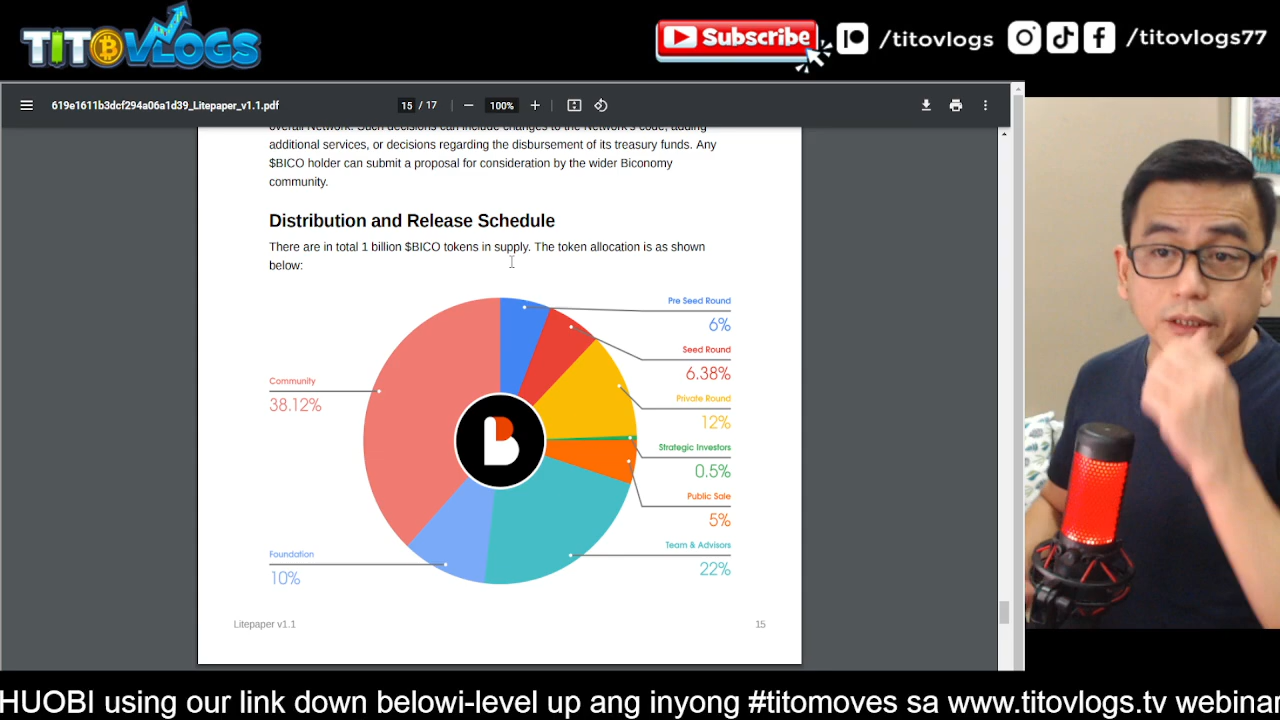 TITOVLOGS
Subscribe
/titovlogs
/titovlogs77
619e1611b3dcf294a06a1d39_Litepaper_v1.1.pdf
15 / 17
100%
overall Network. Such decisions can include changes to the Network's code, adding
additional services, or decisions regarding the disbursement of its treasury funds. Any
$BICO holder can submit a proposal for consideration by the wider Biconomy
community.
Distribution and Release Schedule
There are in total 1 billion $BICO tokens in supply. The token allocation is as shown
below:
Pre Seed Round
6%
Seed Round
6.38%
Community
38.12%
Private Round
12%
Strategic Investors
0.5%
Public Sale
5%
Team & Advisors
22%
Foundation
10%
Litepaper v1.1
15
HUOBI using our link down belowi-level up ang inyong #titomoves sa www.titovlogs.tv webinar